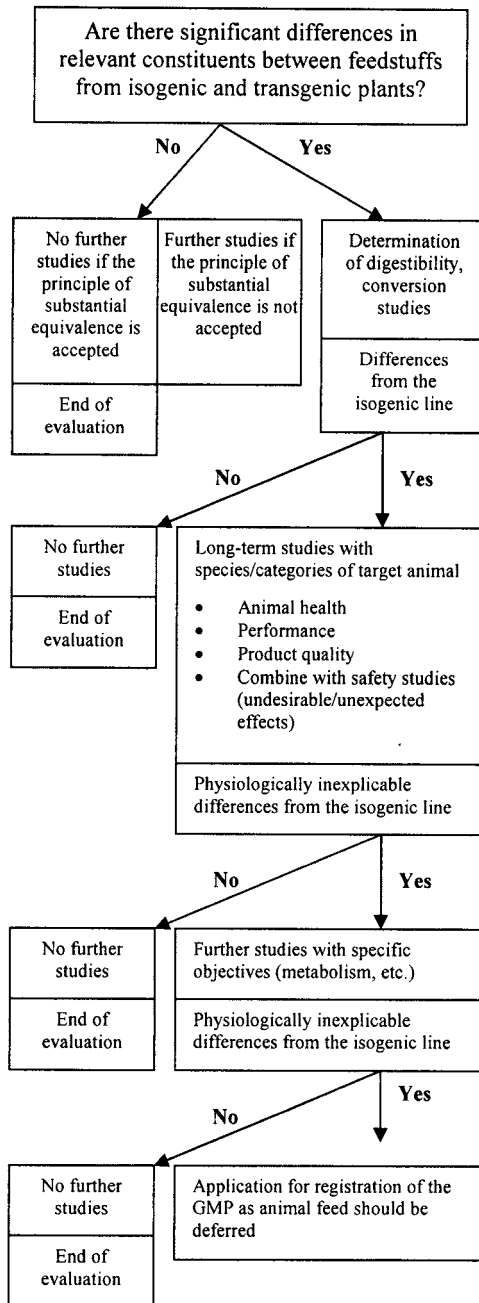 Are there significant differences in
relevant constituents between feedstuffs
from isogenic and transgenic plants?
No
Yes
No further
studies if the
principle of
substantial
equivalence is
accepted
End of
evaluation
Further studies if
the principle of
substantial
equivalence is not
accepted
Determination
of digestibility,
conversion
studies
Differences
from the
isogenic line
No
Yes
No further
studies
End of
evaluation
Long-term studies with
species/categories of target animal
• Animal health
• Performance
• Product quality
• Combine with safety studies
(undesirable/unexpected
effects)
Physiologically inexplicable
differences from the isogenic line
No
Yes
No further
studies
End of
evaluation
Further studies with specific
objectives (metabolism, etc.)
Physiologically inexplicable
differences from the isogenic line
No
Yes
No further
studies
End of
evaluation
Application for registration of the
GMP as animal feed should be
deferred